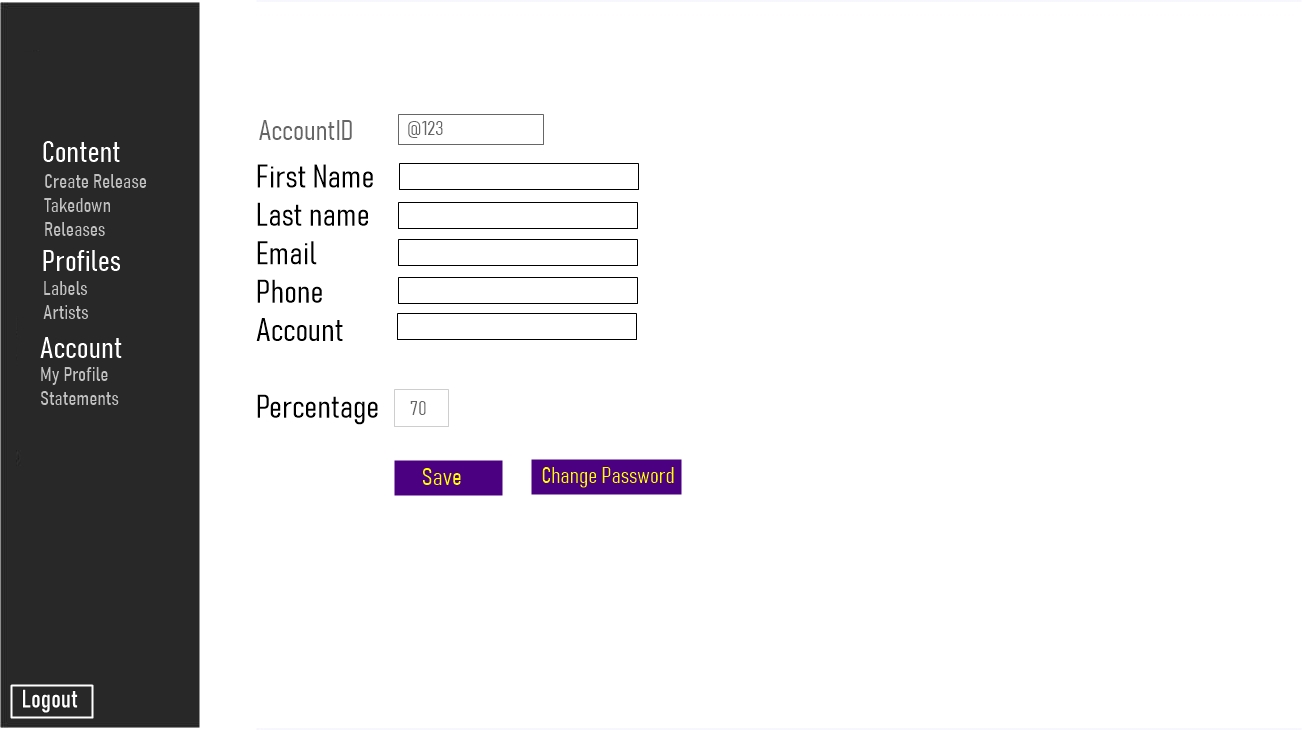 Content
Create Release
Takedown
Releases
Profiles
Labels
Artists
Account
My Profile
Statements
Logout
AccountID @123
First Name
Last name
Email
Phone
Account
Percentage 70
Save Change Password